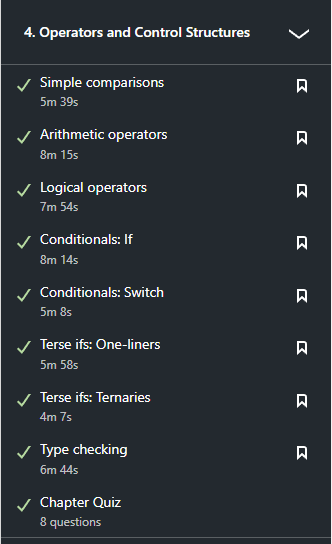 4. Operators and Control Structures
Simple comparisons
5m 39s
Arithmetic operators
8m 15s
Logical operators
7m 54s
Conditionals: If
8m 14s
Conditionals: Switch
5m 8s
Terse ifs: One-liners
5m 58s
Terse ifs: Ternaries
4m 7s
Type checking
6m 44s
Chapter Quiz
8 questions